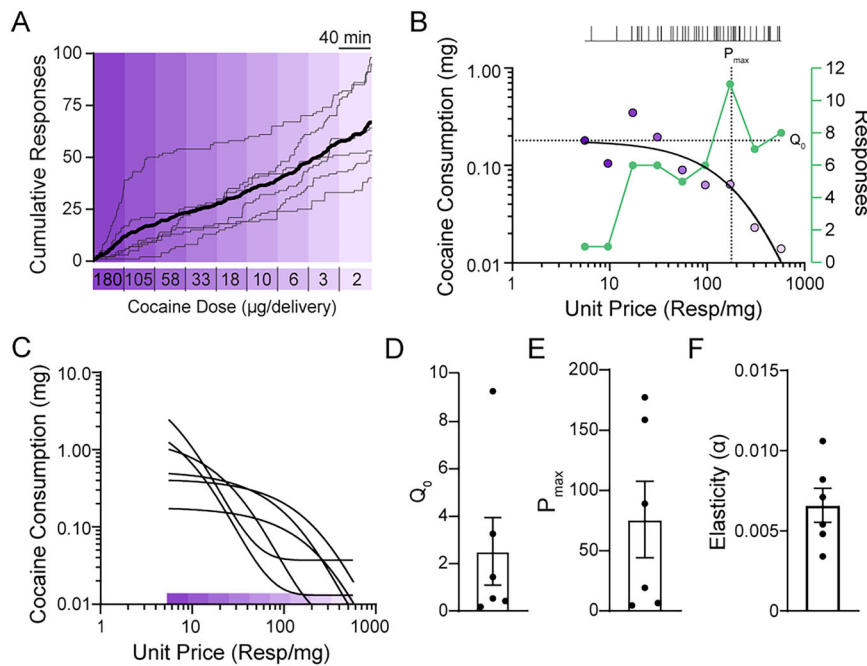 A
40 min
100
75
50
25
0
Cumulative Responses
180 105 58 33 18 10 6 3 2
Cocaine Dose (µg/delivery)
B
Pmax
1.00
0.10
0.01
Cocaine Consumption (mg)
12
10
8
6
4
2
0
Responses
Q0
1 10 100 1000
Unit Price (Resp/mg)
C
10.0
1.00
0.10
0.01
Cocaine Consumption (mg)
1 10 100 1000
Unit Price (Resp/mg)
D
10
8
6
4
2
0
Q0
E
200
150
100
50
0
Pmax
F
0.015
0.010
0.005
0
Elasticity (α)